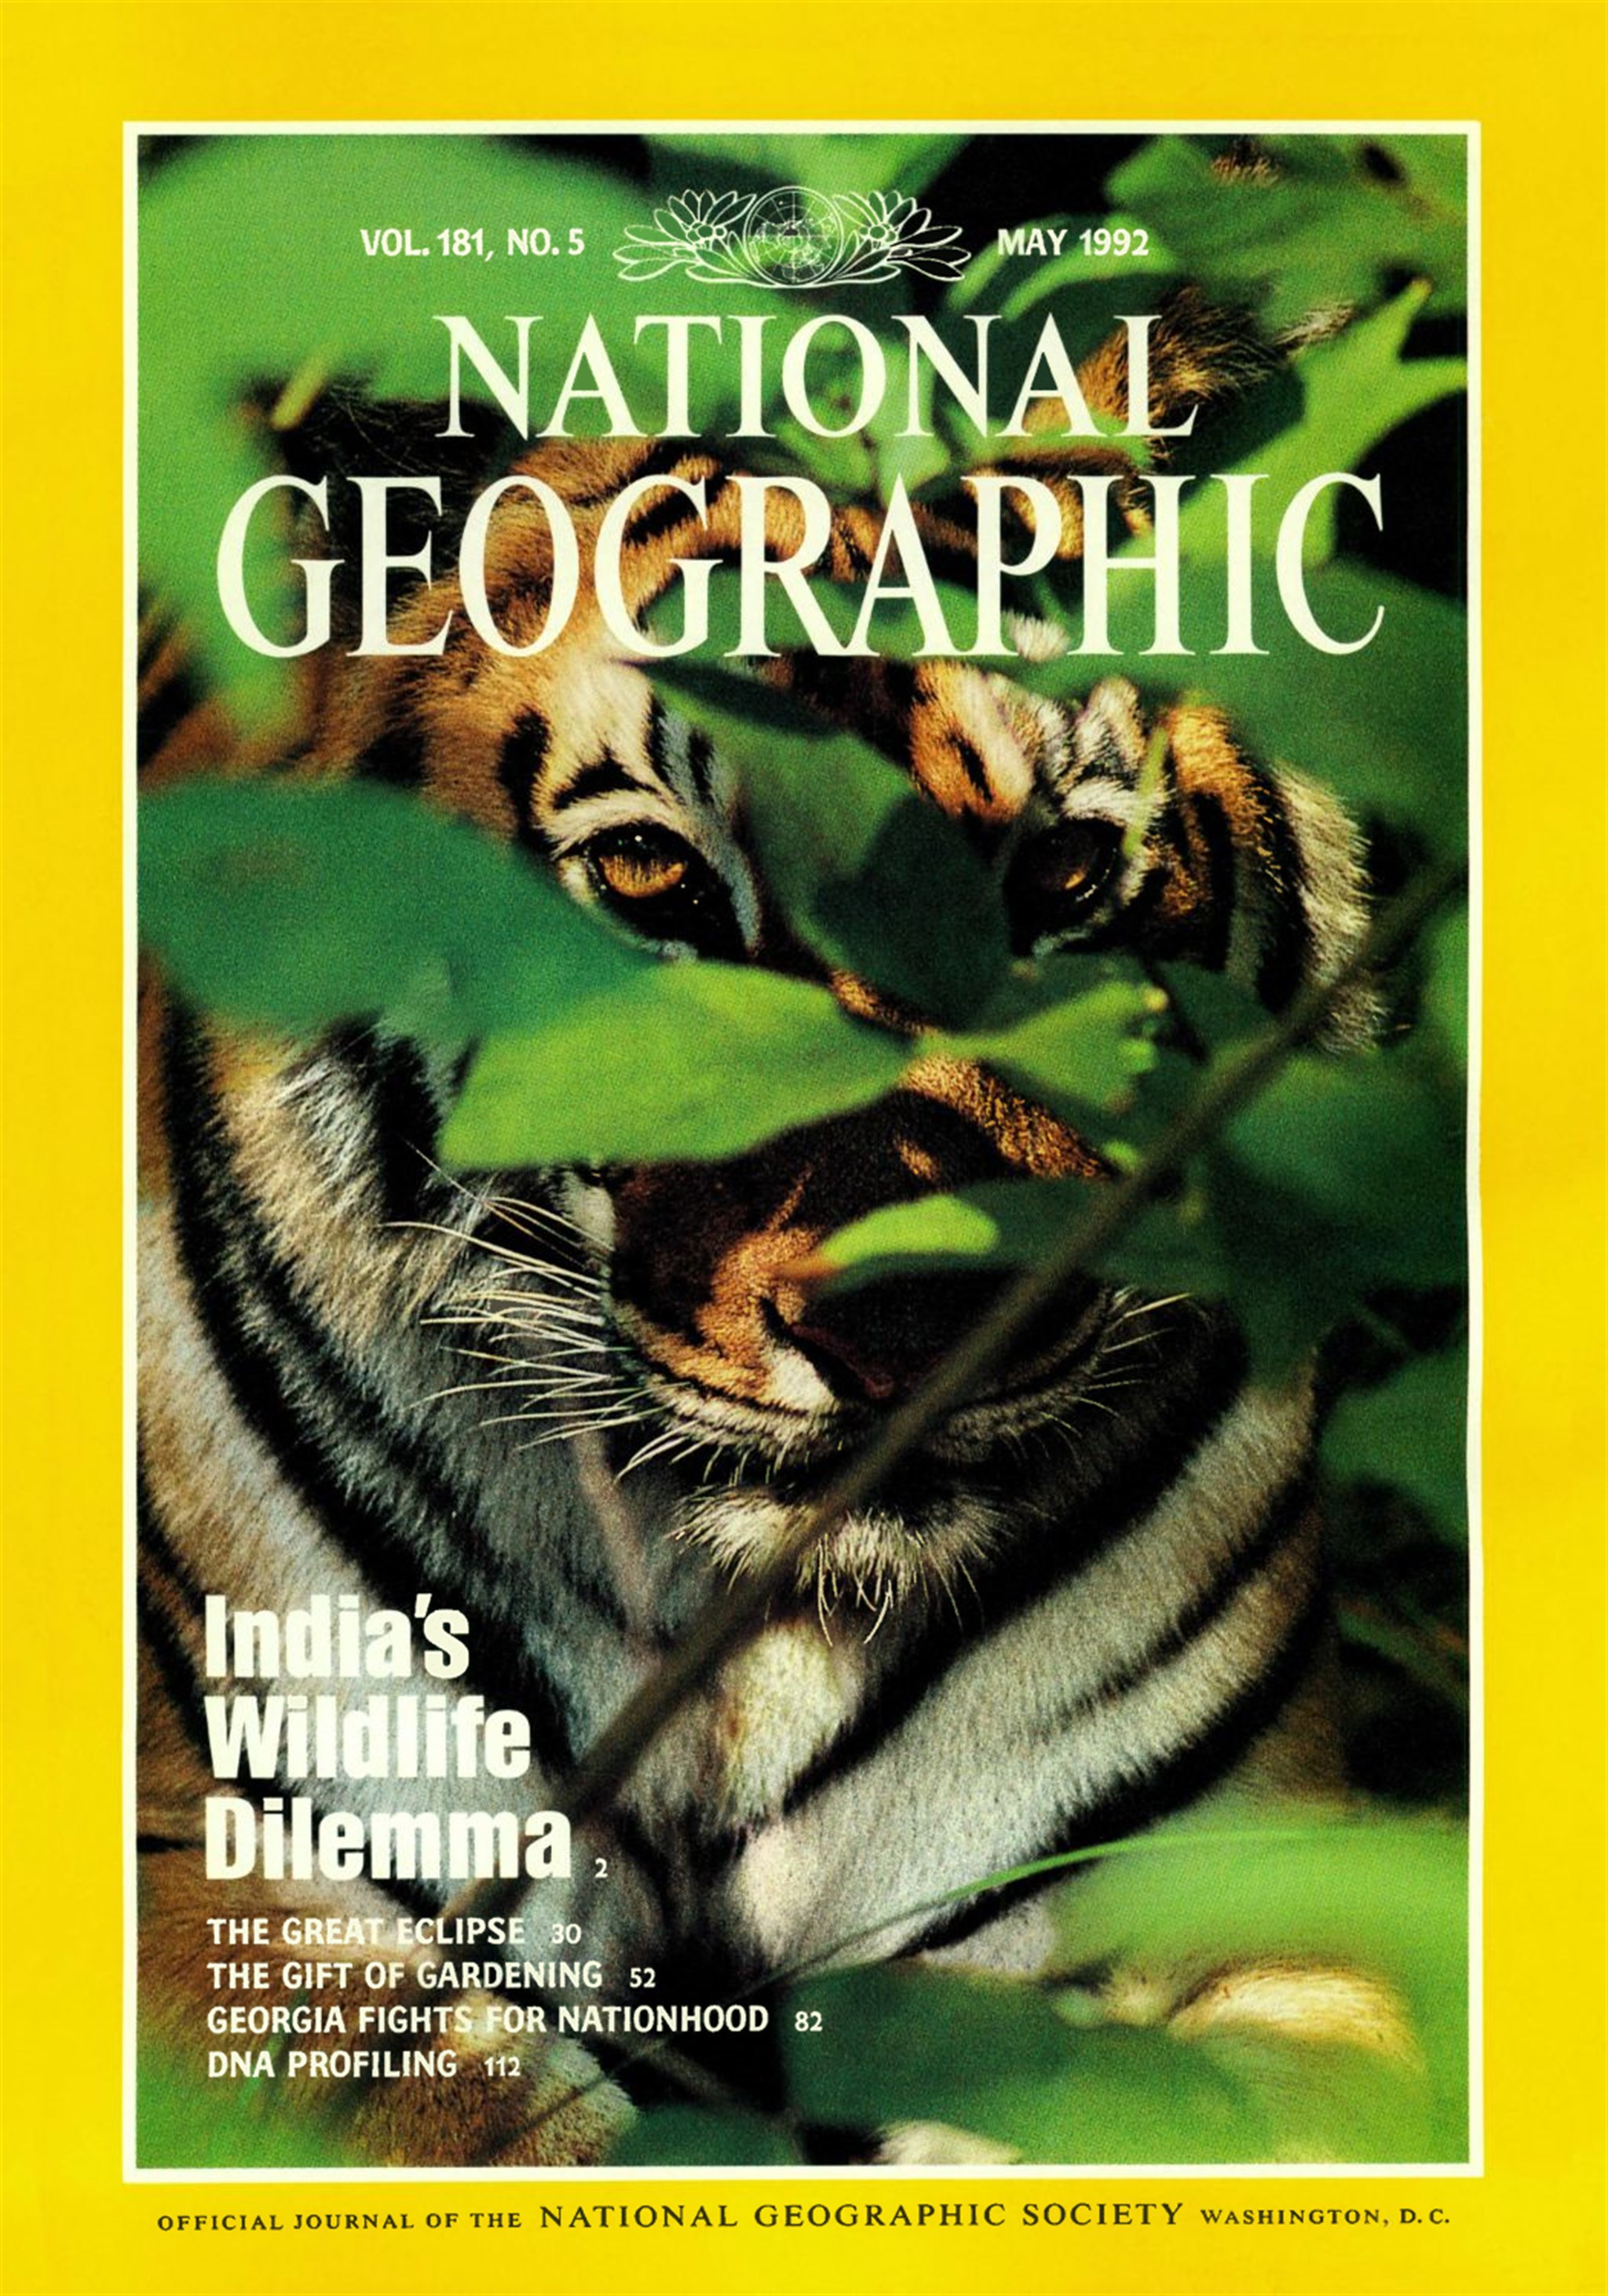 VOL. 181, NO. 5 MAY 1992
NATIONAL
GEOGRAPHIC
India's
Wildlife
Dilemma 2
THE GREAT ECLIPSE 30
THE GIFT OF GARDENING 52
GEORGIA FIGHTS FOR NATIONHOOD 82
DNA PROFILING 112
OFFICIAL JOURNAL OF THE NATIONAL GEOGRAPHIC SOCIETY WASHINGTON, D.C.